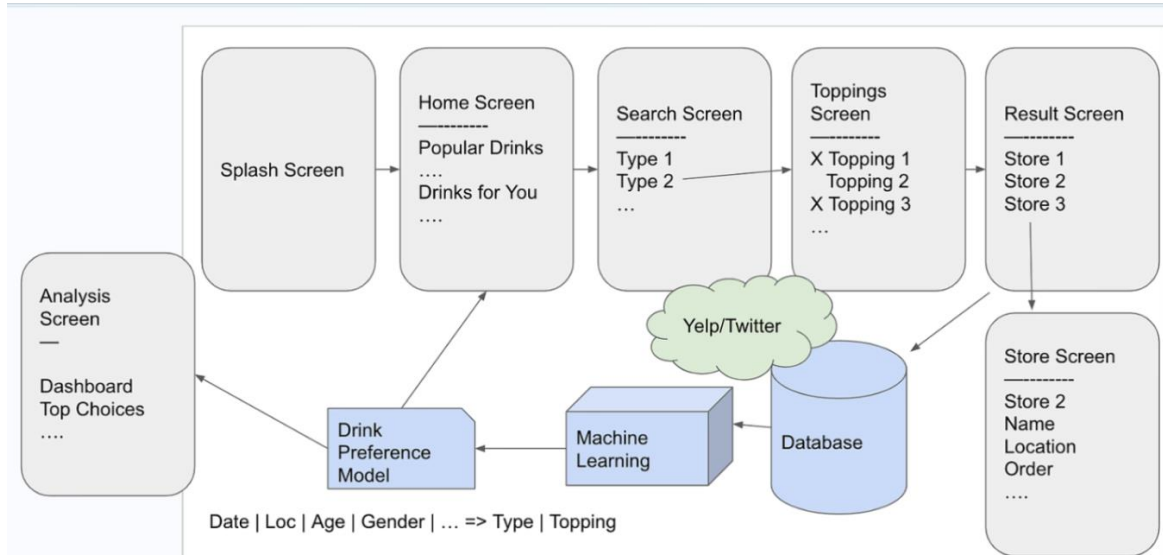 Splash Screen
Home Screen
—--------
Popular Drinks
....
Drinks for You
....
Search Screen
—--------
Type 1
Type 2
...
Toppings
Screen
—--------
X Topping 1
Topping 2
X Topping 3
...
Result Screen
—--------
Store 1
Store 2
Store 3
Analysis
Screen
—
Dashboard
Top Choices
....
Yelp/Twitter
Store Screen
—--------
Store 2
Name
Location
Order
....
Drink
Preference
Model
Machine
Learning
Database
Date | Loc | Age | Gender | ... => Type | Topping